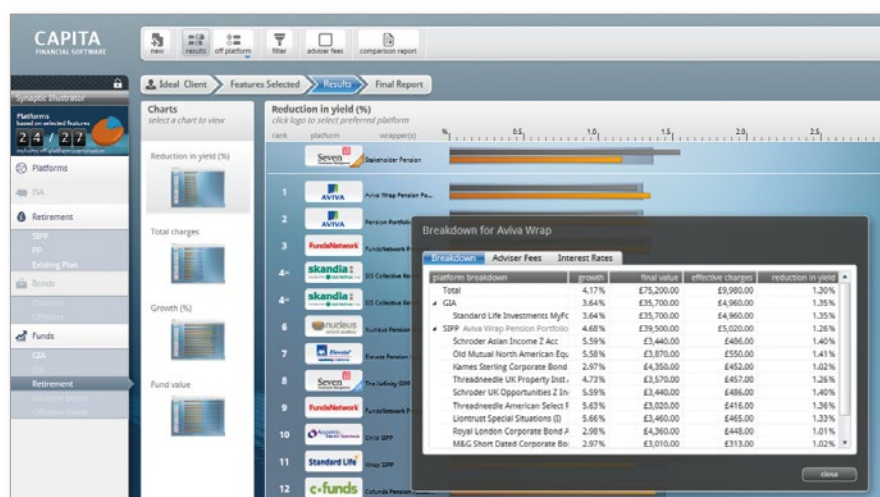 CAPITA
FINANCIAL SOFTWARE
new
results
off platform
filter
adviser fees
comparison report
Ideal Client
Features Selected
Results
Final Report
Synaptic Illustrator
Platforms
based on selected features
24/27
Platforms
ISA
Retirement
SIPP
PP
Existing Plan
Bonds
Onshore
Offshore
Funds
GIA
ISA
Retirement
Onshore Bonds
Offshore Bonds
Charts
select a chart to view
Reduction in yield (%)
Total charges
Growth (%)
Fund value
Reduction in yield (%)
click logo to select preferred platform
rank platform wrapper(s) % 0.5 1.0 1.5 2.0 2.5
Seven Stakeholder Pension
1 AVIVA Aviva Wrap Pension Po...
2 AVIVA Pension Portfolio
3 FundsNetwork FundsNetwork P
4= skandia SIS Collective Re
4= skandia SIS Collective Re
6 nucleus Nucleus Pension
7 Elevate Elevate Pension
8 Seven The 7alkaline SIPP
9 FundsNetwork FundsNetwork P
10 ALLIANCE TRUST SAVINGS Child SIPP
11 Standard Life Wrap SIPP
12 cofunds Cofunds Pension
Breakdown for Aviva Wrap
Breakdown Adviser Fees Interest Rates
platform breakdown growth final value effective charges reduction in yield
Total 4.17% £75,200.00 £9,980.00 1.30%
GIA 3.64% £35,700.00 £4,960.00 1.35%
Standard Life Investments MyFo 3.64% £35,700.00 £4,960.00 1.35%
SIPP Aviva Wrap Pension Portfolio 4.68% £39,500.00 £5,020.00 1.26%
Schroder Asian Income Z Acc 5.59% £3,440.00 £486.00 1.40%
Old Mutual North American Equ 5.58% £3,870.00 £550.00 1.41%
Kames Sterling Corporate Bond 2.97% £4,350.00 £452.00 1.02%
Threadneedle UK Property Inst 4.73% £3,570.00 £457.00 1.26%
Schroder UK Opportunities Z In 5.59% £3,440.00 £486.00 1.40%
Threadneedle American Select F 5.63% £3,020.00 £416.00 1.36%
Liontrust Special Situations (I) 5.66% £3,460.00 £465.00 1.33%
Royal London Corporate Bond A 2.98% £4,360.00 £448.00 1.01%
M&G Short Dated Corporate Bo 2.97% £3,010.00 £313.00 1.02%
close